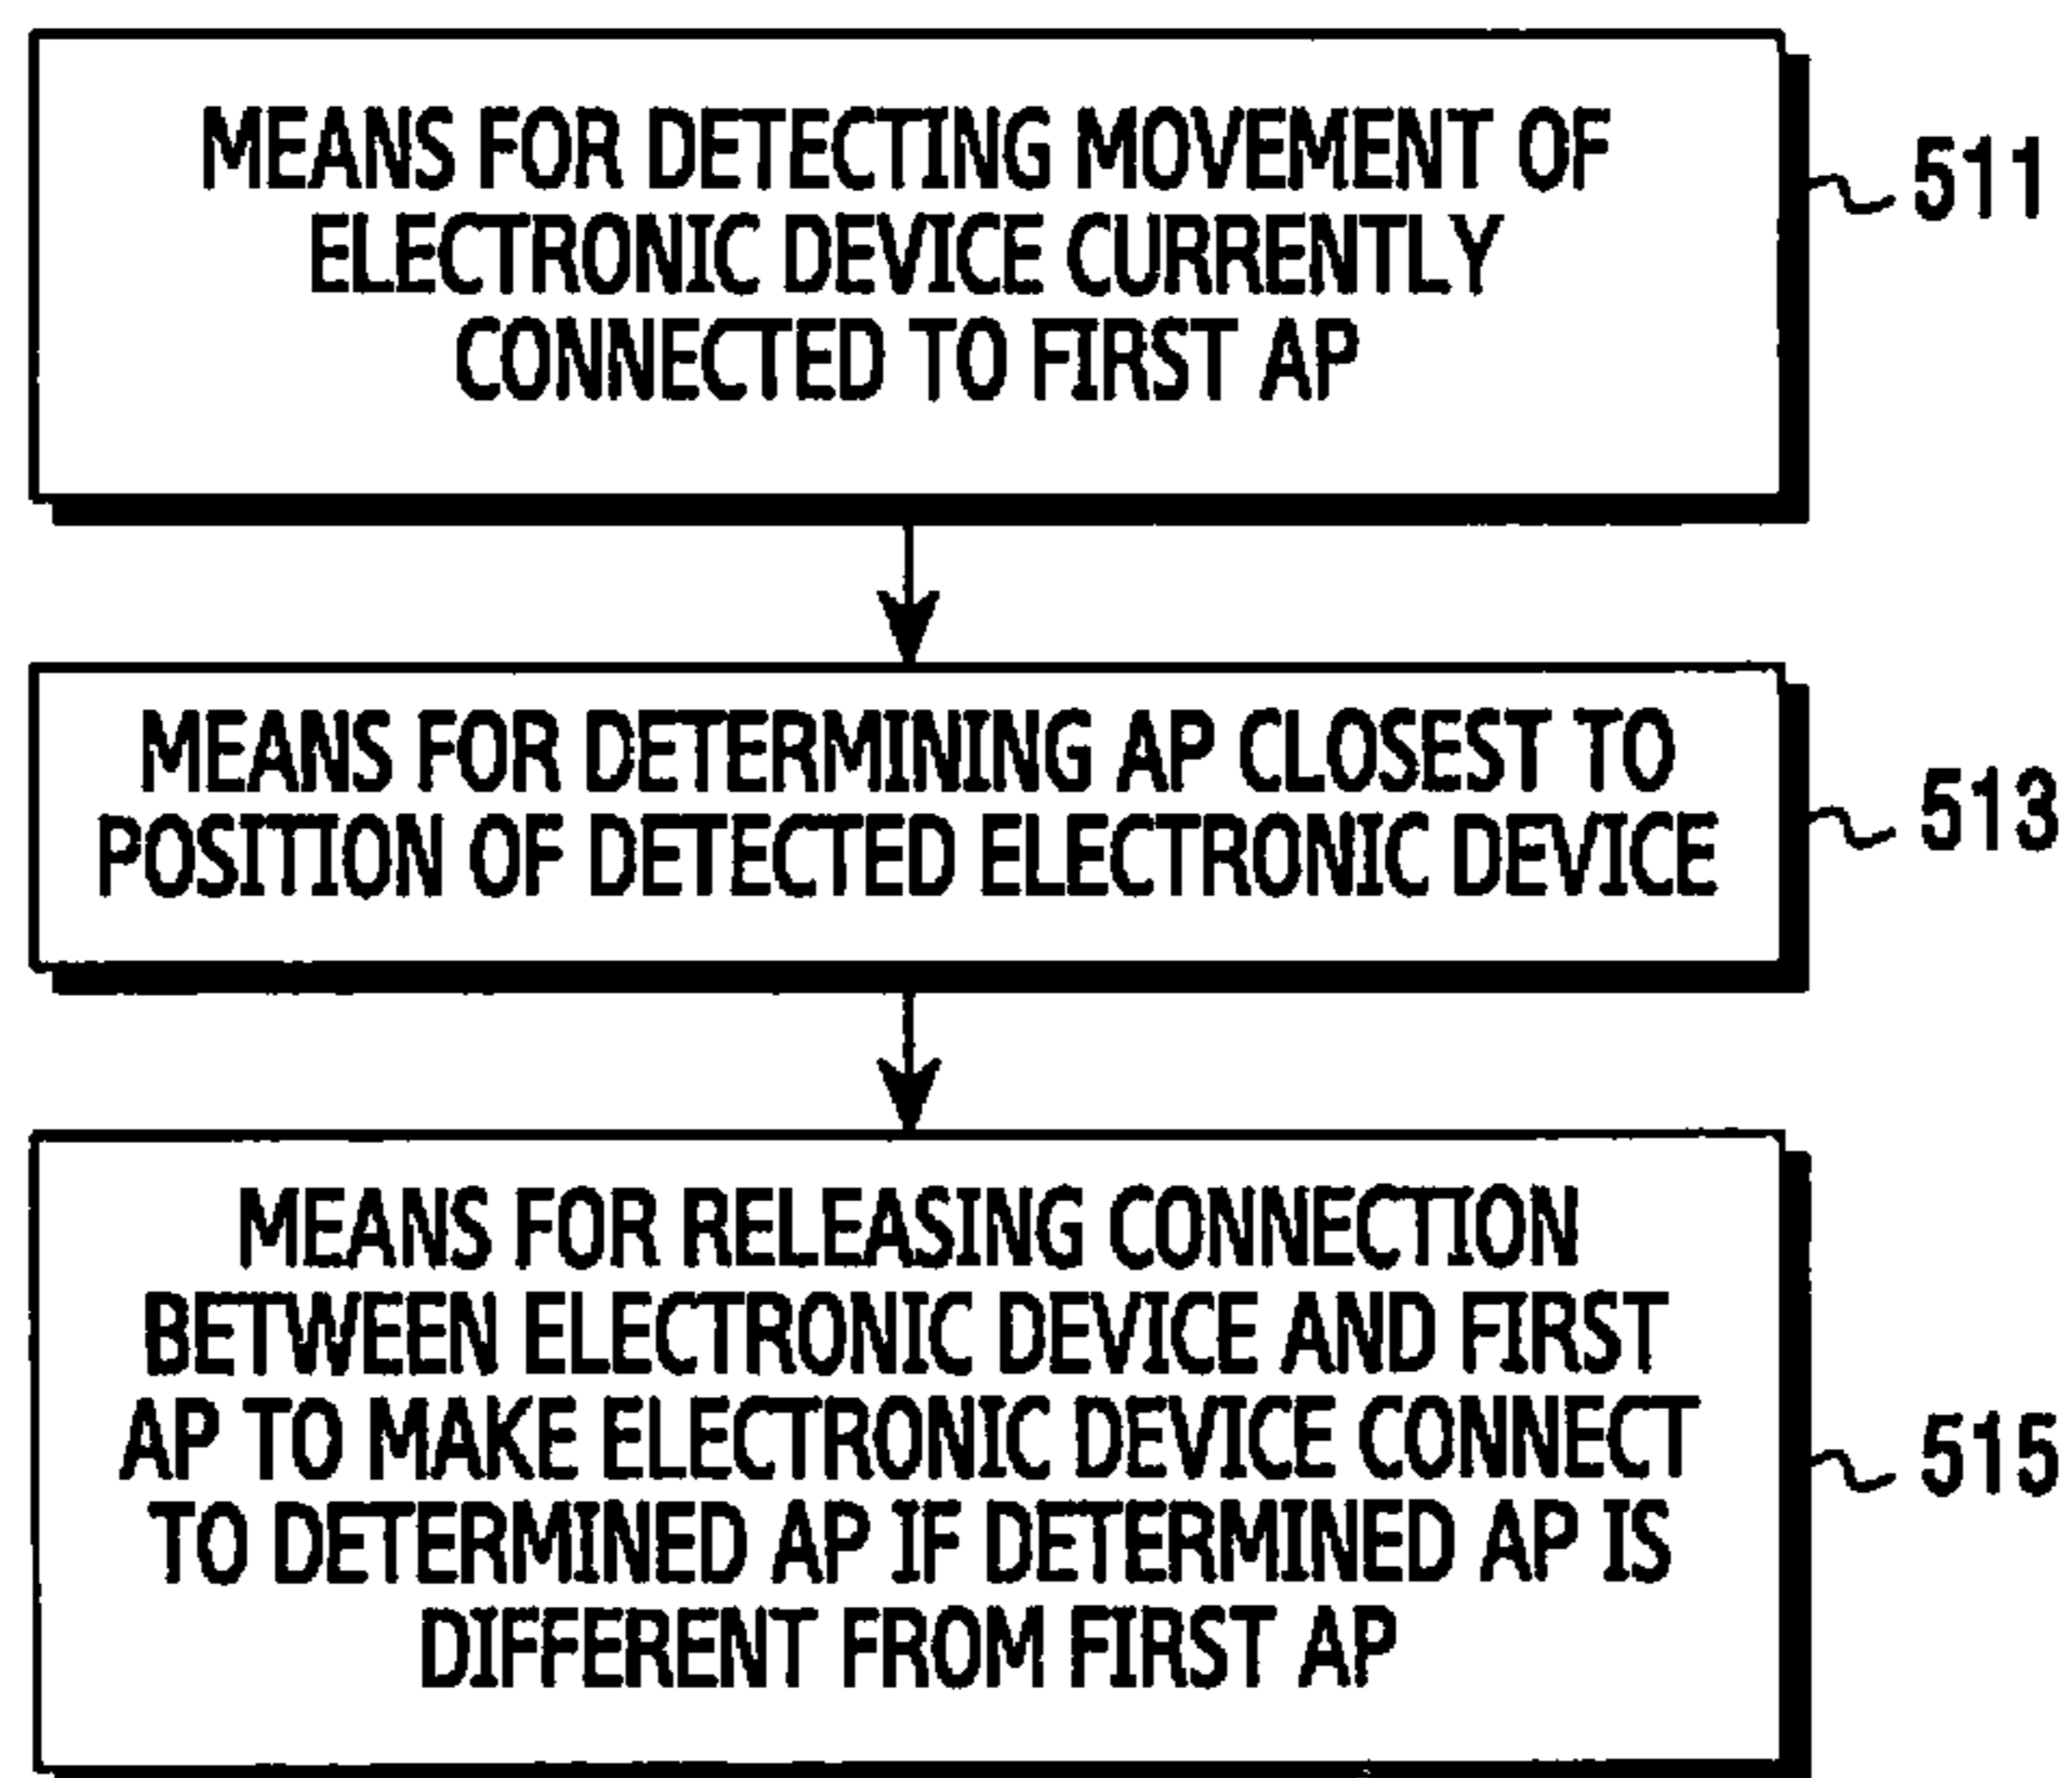 MEANS FOR DETECTING MOVEMENT OF
ELECTRONIC DEVICE CURRENTLY
CONNECTED TO FIRST AP
511
MEANS FOR DETERMINING AP CLOSEST TO
POSITION OF DETECTED ELECTRONIC DEVICE
513
MEANS FOR RELEASING CONNECTION
BETWEEN ELECTRONIC DEVICE AND FIRST
AP TO MAKE ELECTRONIC DEVICE CONNECT
TO DETERMINED AP IF DETERMINED AP IS
DIFFERENT FROM FIRST AP
515